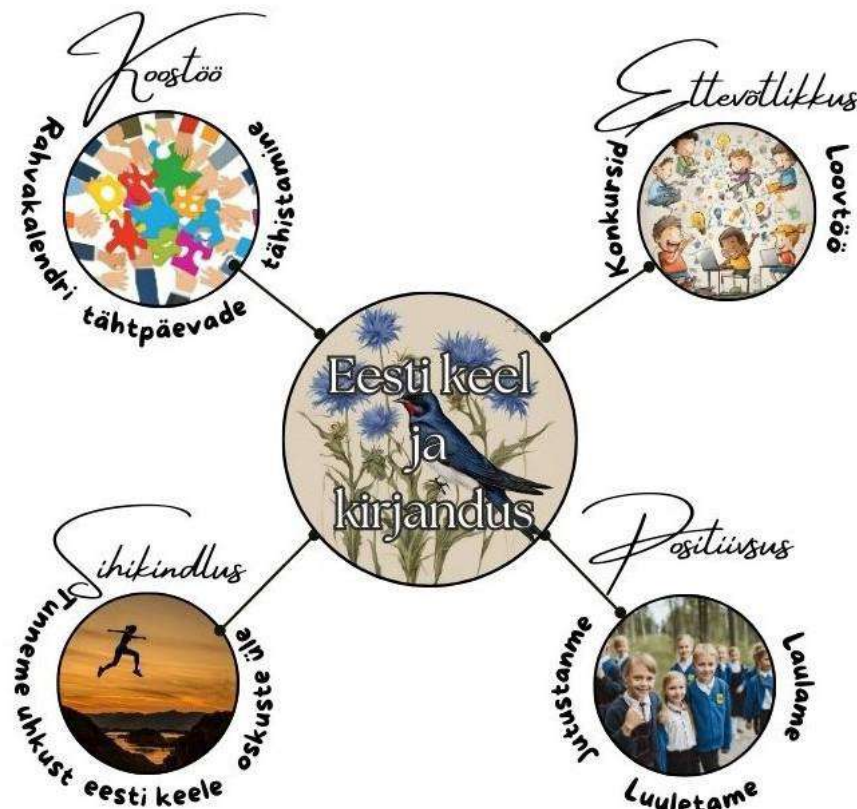 Koostöö
Rahvakalendri tähtpäevade tähistamine
Ettevõtlikkus
Konkursid
Loovtöö
Eesti keel
ja
kirjandus
Sihikindlus
Tunneme uhkust eesti keele oskuste üle
Positiivsus
Jutustanme
Luuletame
Laulame